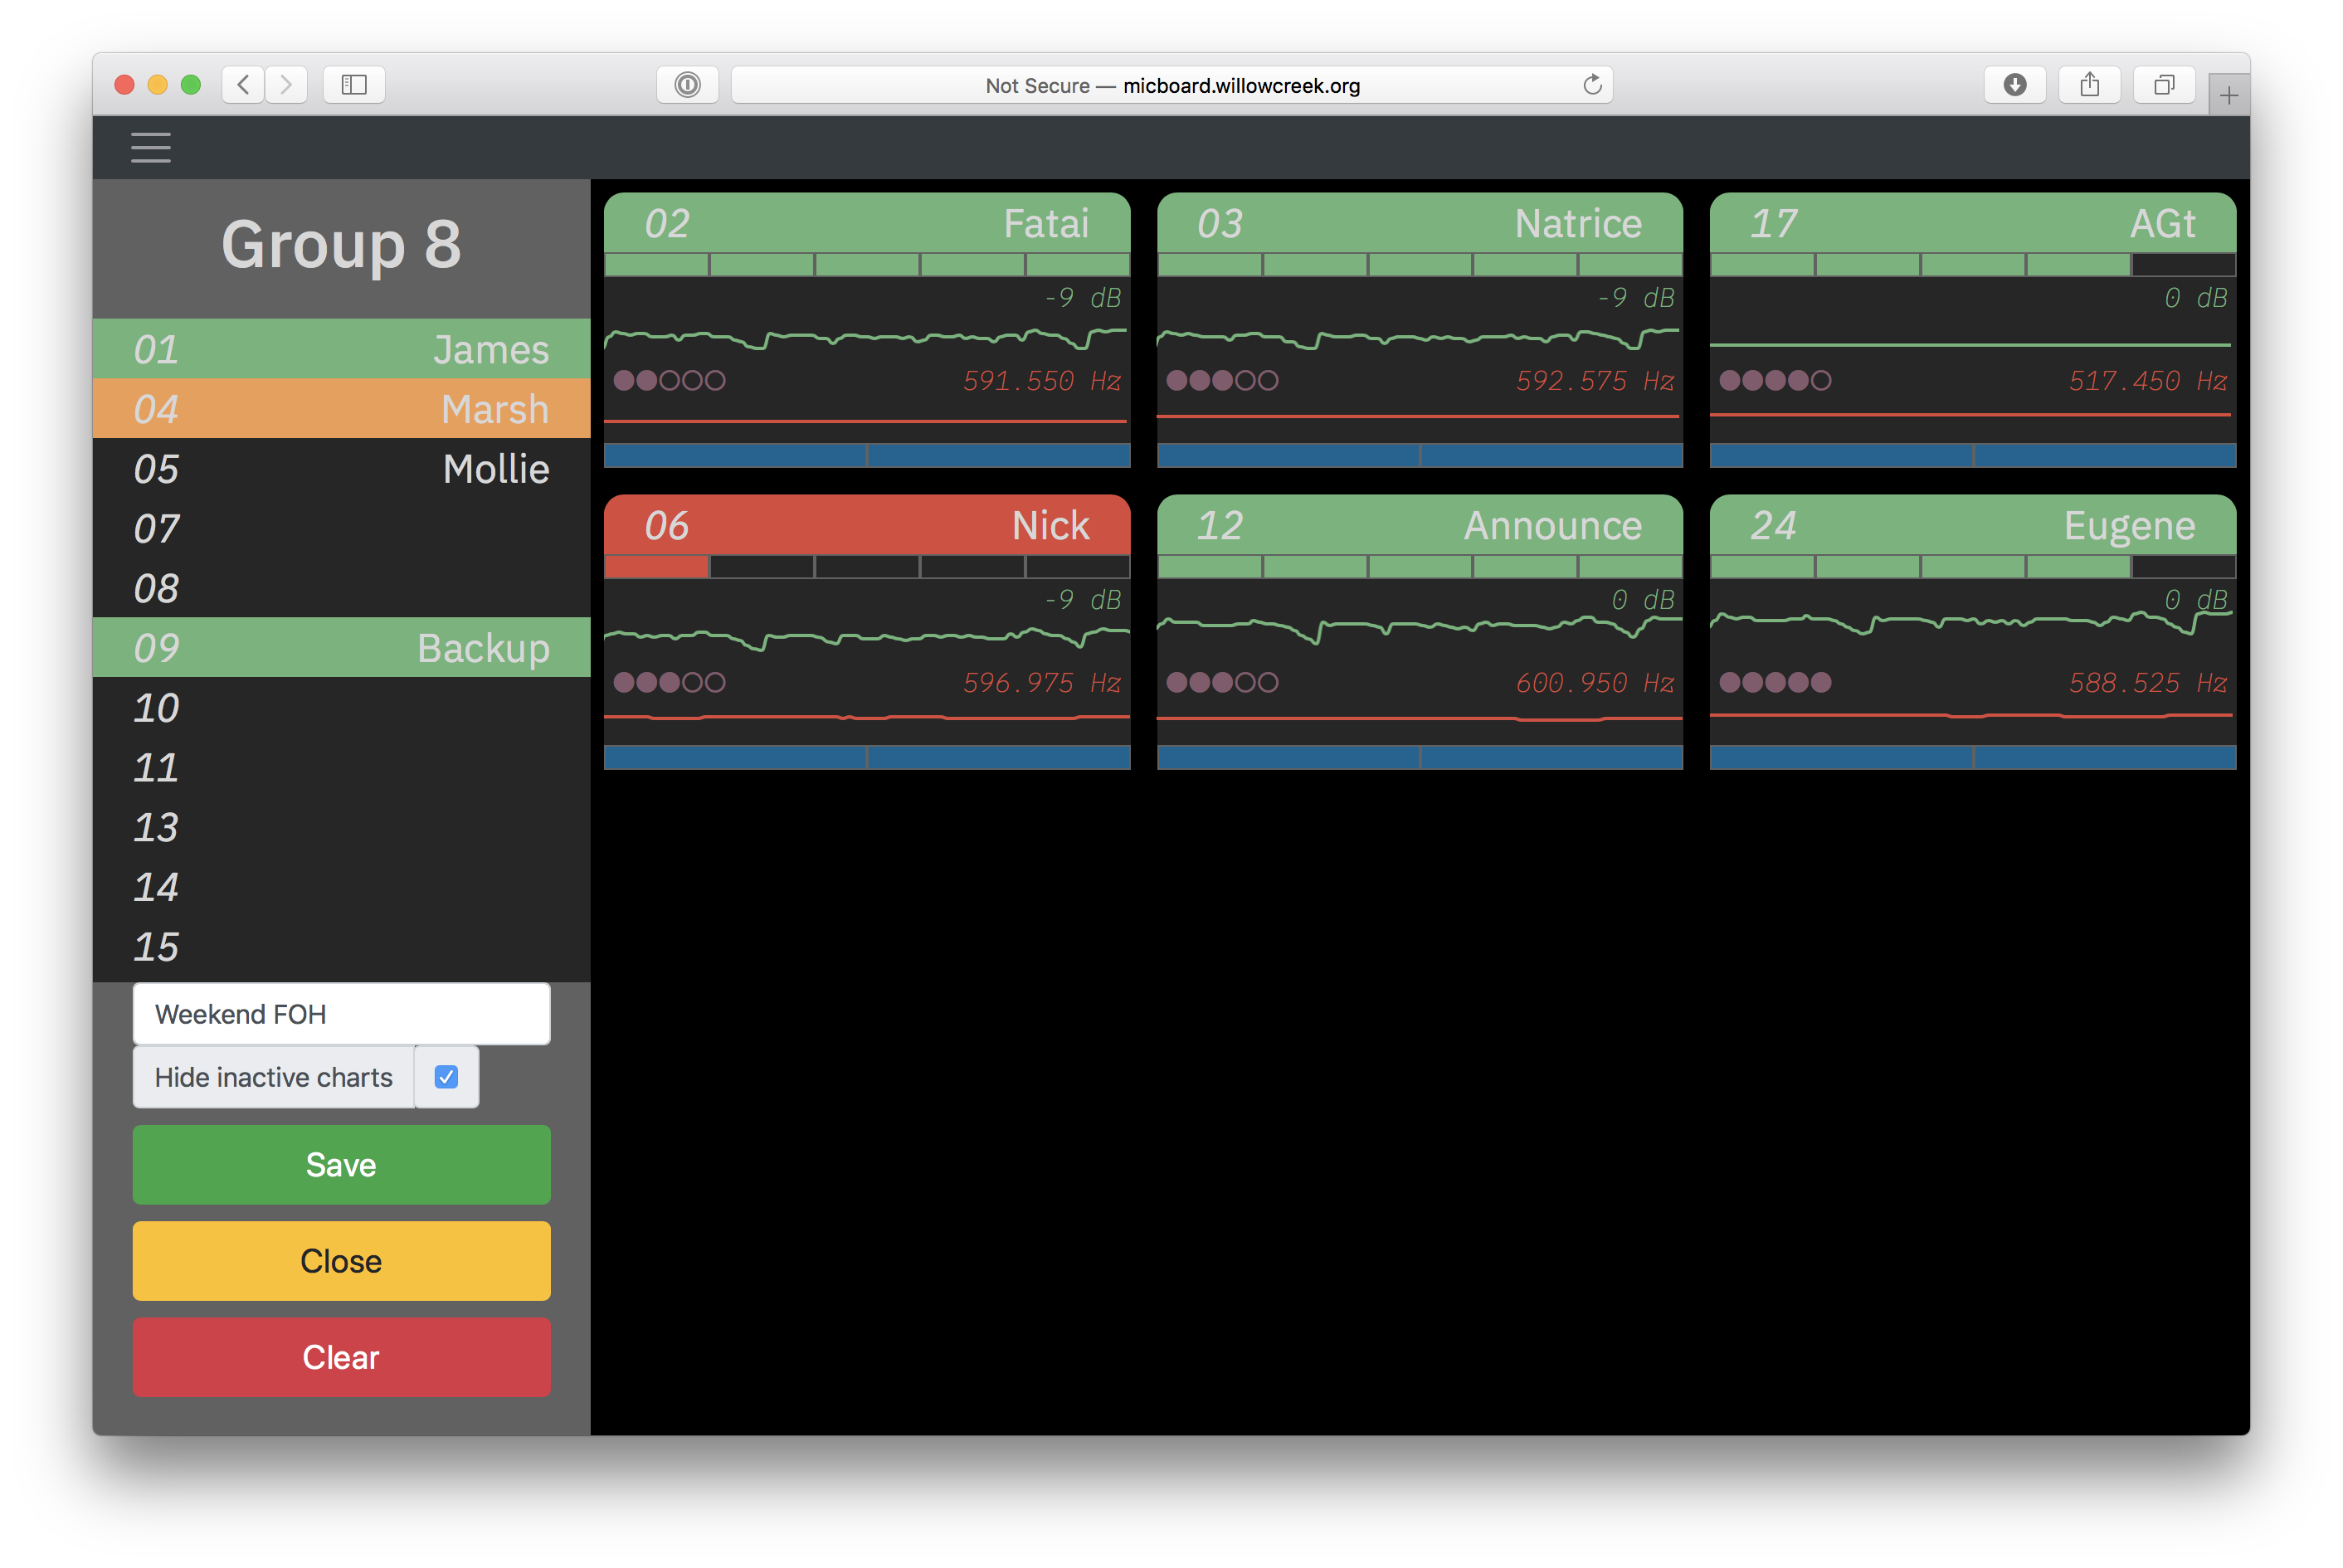 Not Secure — micboard.willowcreek.org
Group 8
01 James
04 Marsh
05 Mollie
07
08
09 Backup
10
11
13
14
15
Weekend FOH
Hide inactive charts
Save
Close
Clear
02 Fatai
-9 dB
591.550 Hz
03 Natrice
-9 dB
592.575 Hz
17 AGt
0 dB
517.450 Hz
06 Nick
-9 dB
596.975 Hz
12 Announce
0 dB
600.950 Hz
24 Eugene
0 dB
588.525 Hz